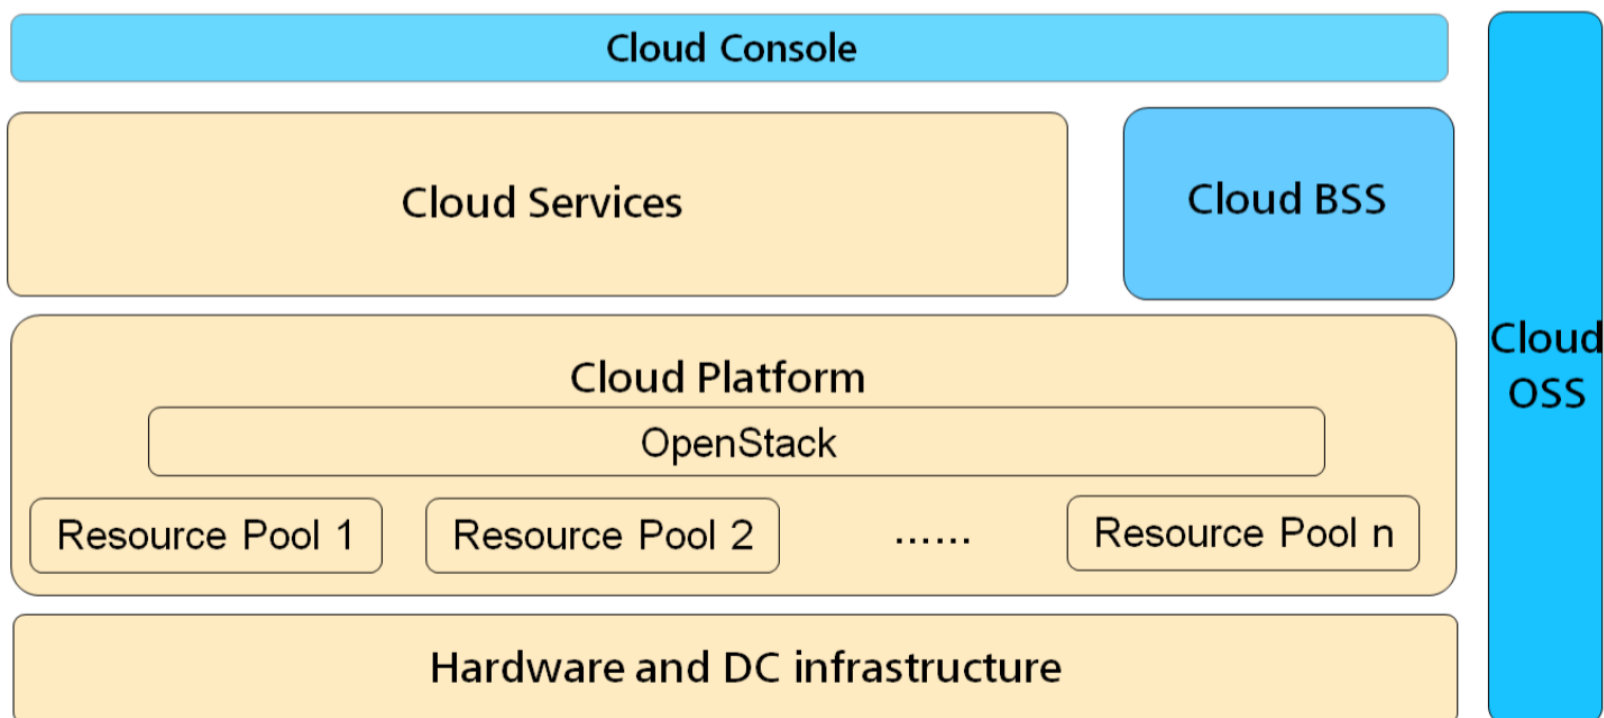 Cloud Console
Cloud Services
Cloud BSS
Cloud
OSS
Cloud Platform
OpenStack
Resource Pool 1
Resource Pool 2
......
Resource Pool n
Hardware and DC infrastructure